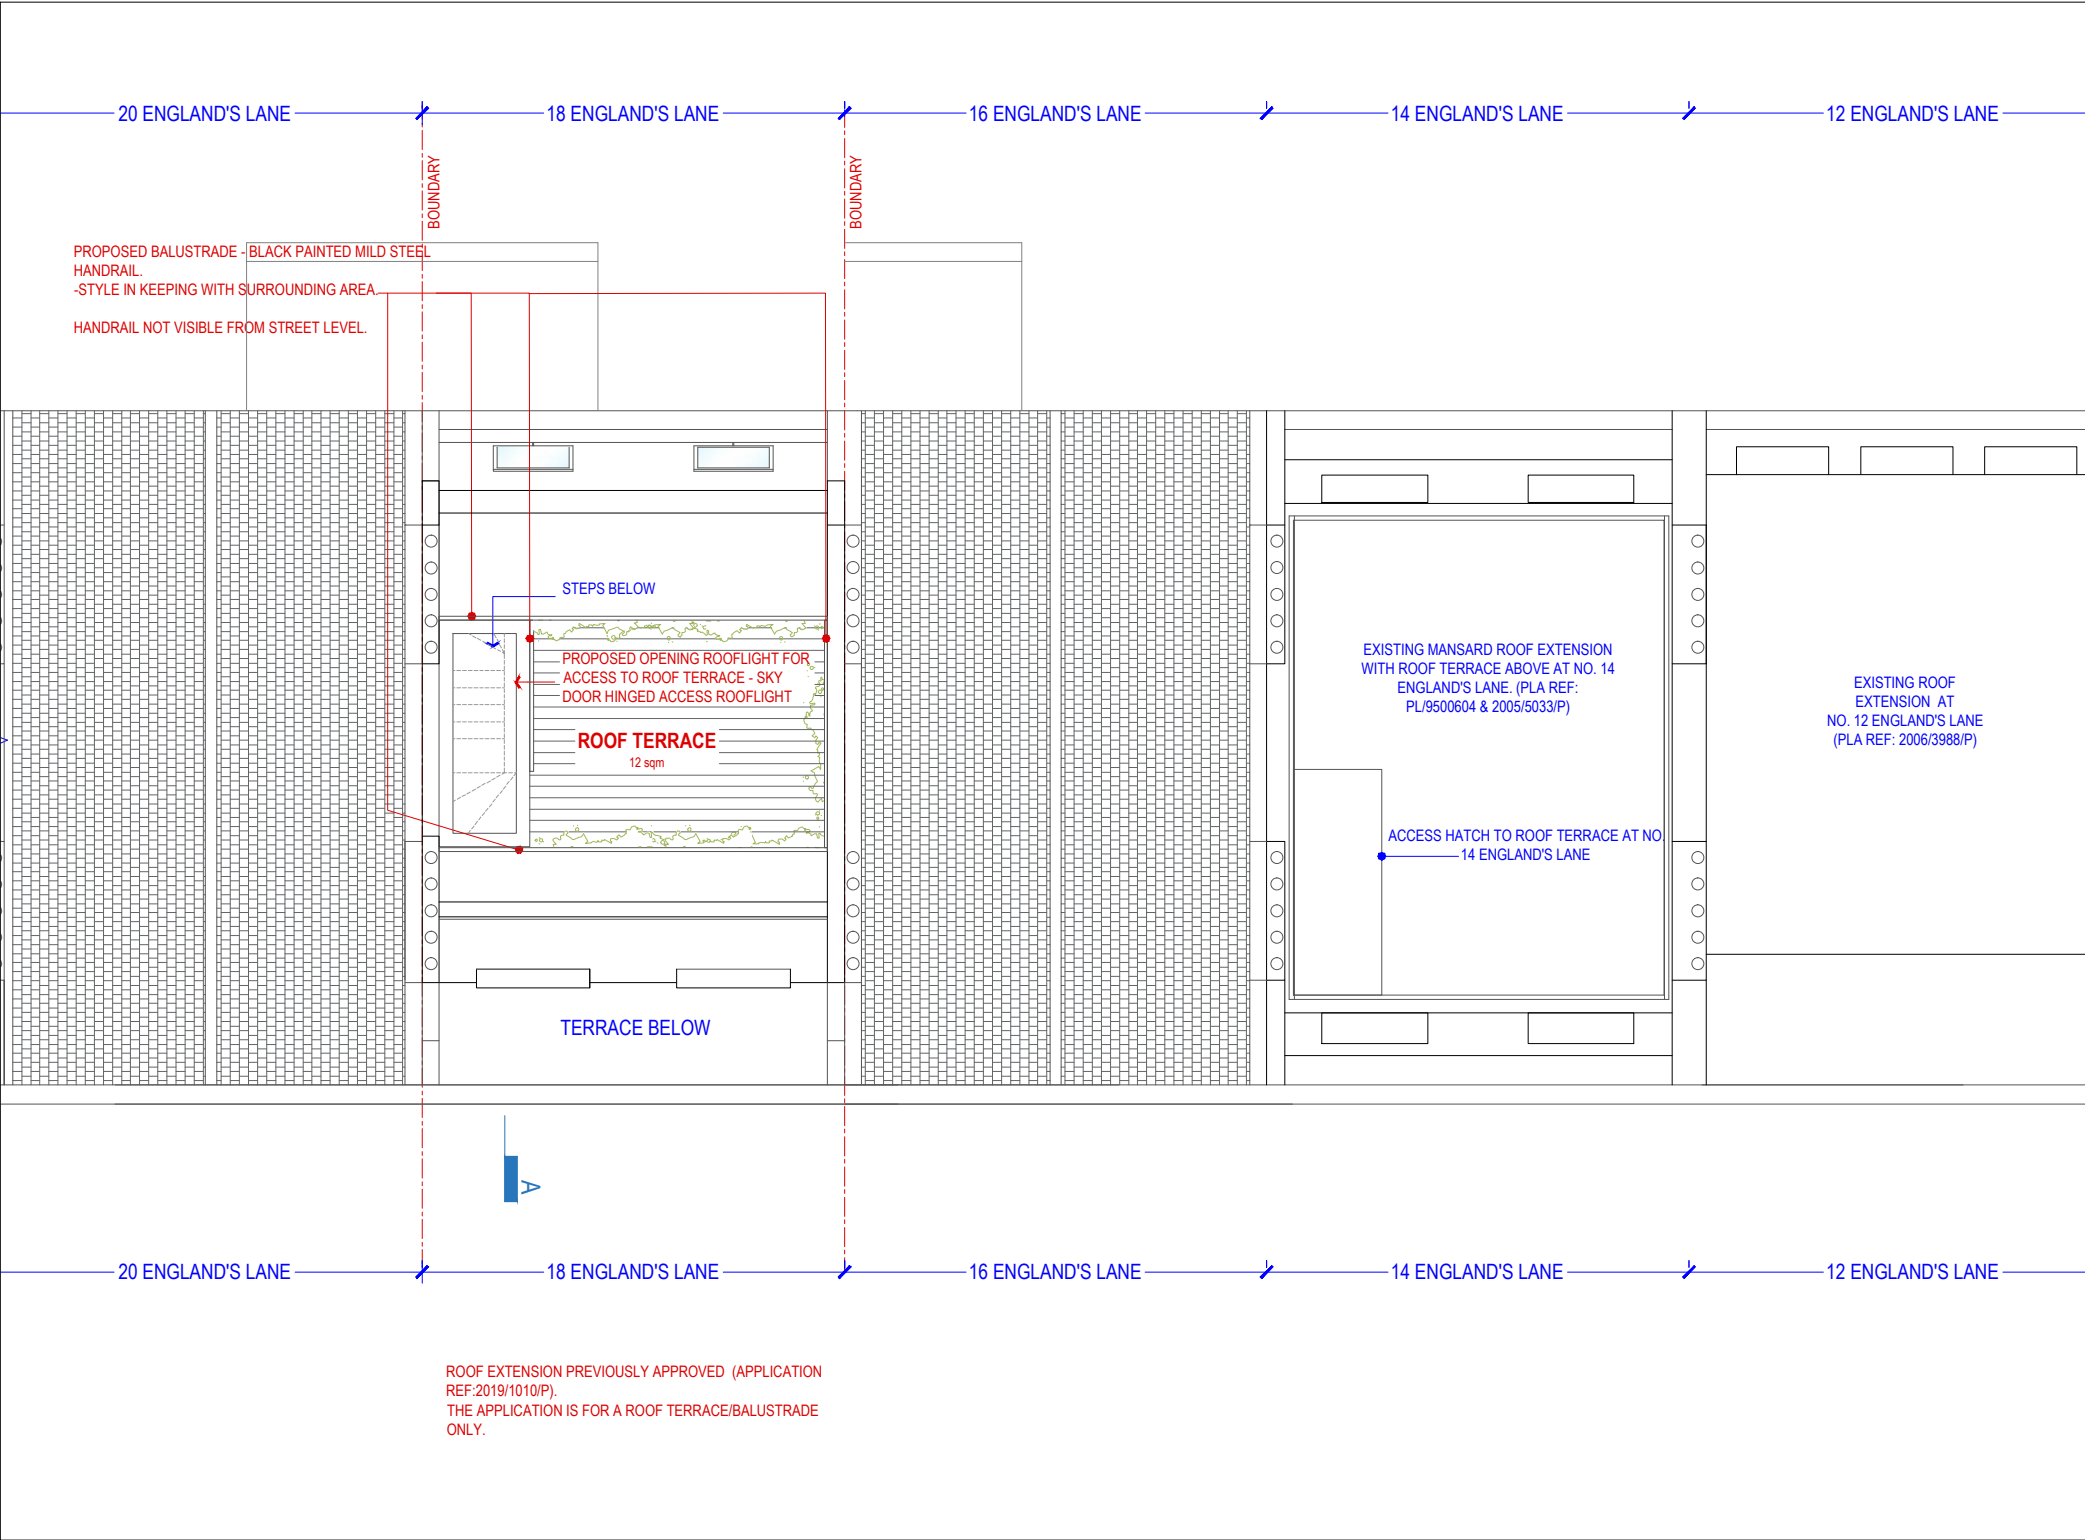 20 ENGLAND'S LANE
18 ENGLAND'S LANE
16 ENGLAND'S LANE
14 ENGLAND'S LANE
12 ENGLAND'S LANE
BOUNDARY
BOUNDARY
PROPOSED BALUSTRADE - BLACK PAINTED MILD STEEL
HANDRAIL.
-STYLE IN KEEPING WITH SURROUNDING AREA.
HANDRAIL NOT VISIBLE FROM STREET LEVEL.
STEPS BELOW
PROPOSED OPENING ROOFLIGHT FOR
ACCESS TO ROOF TERRACE - SKY
DOOR HINGED ACCESS ROOFLIGHT
ROOF TERRACE
12 sqm
EXISTING MANSARD ROOF EXTENSION
WITH ROOF TERRACE ABOVE AT NO. 14
ENGLAND'S LANE. (PLA REF:
PL/9500604 & 2005/5033/P)
EXISTING ROOF
EXTENSION AT
NO. 12 ENGLAND'S LANE
(PLA REF: 2006/3988/P)
ACCESS HATCH TO ROOF TERRACE AT NO.
14 ENGLAND'S LANE
TERRACE BELOW
A
20 ENGLAND'S LANE
18 ENGLAND'S LANE
16 ENGLAND'S LANE
14 ENGLAND'S LANE
12 ENGLAND'S LANE
ROOF EXTENSION PREVIOUSLY APPROVED (APPLICATION
REF:2019/1010/P).
THE APPLICATION IS FOR A ROOF TERRACE/BALUSTRADE
ONLY.